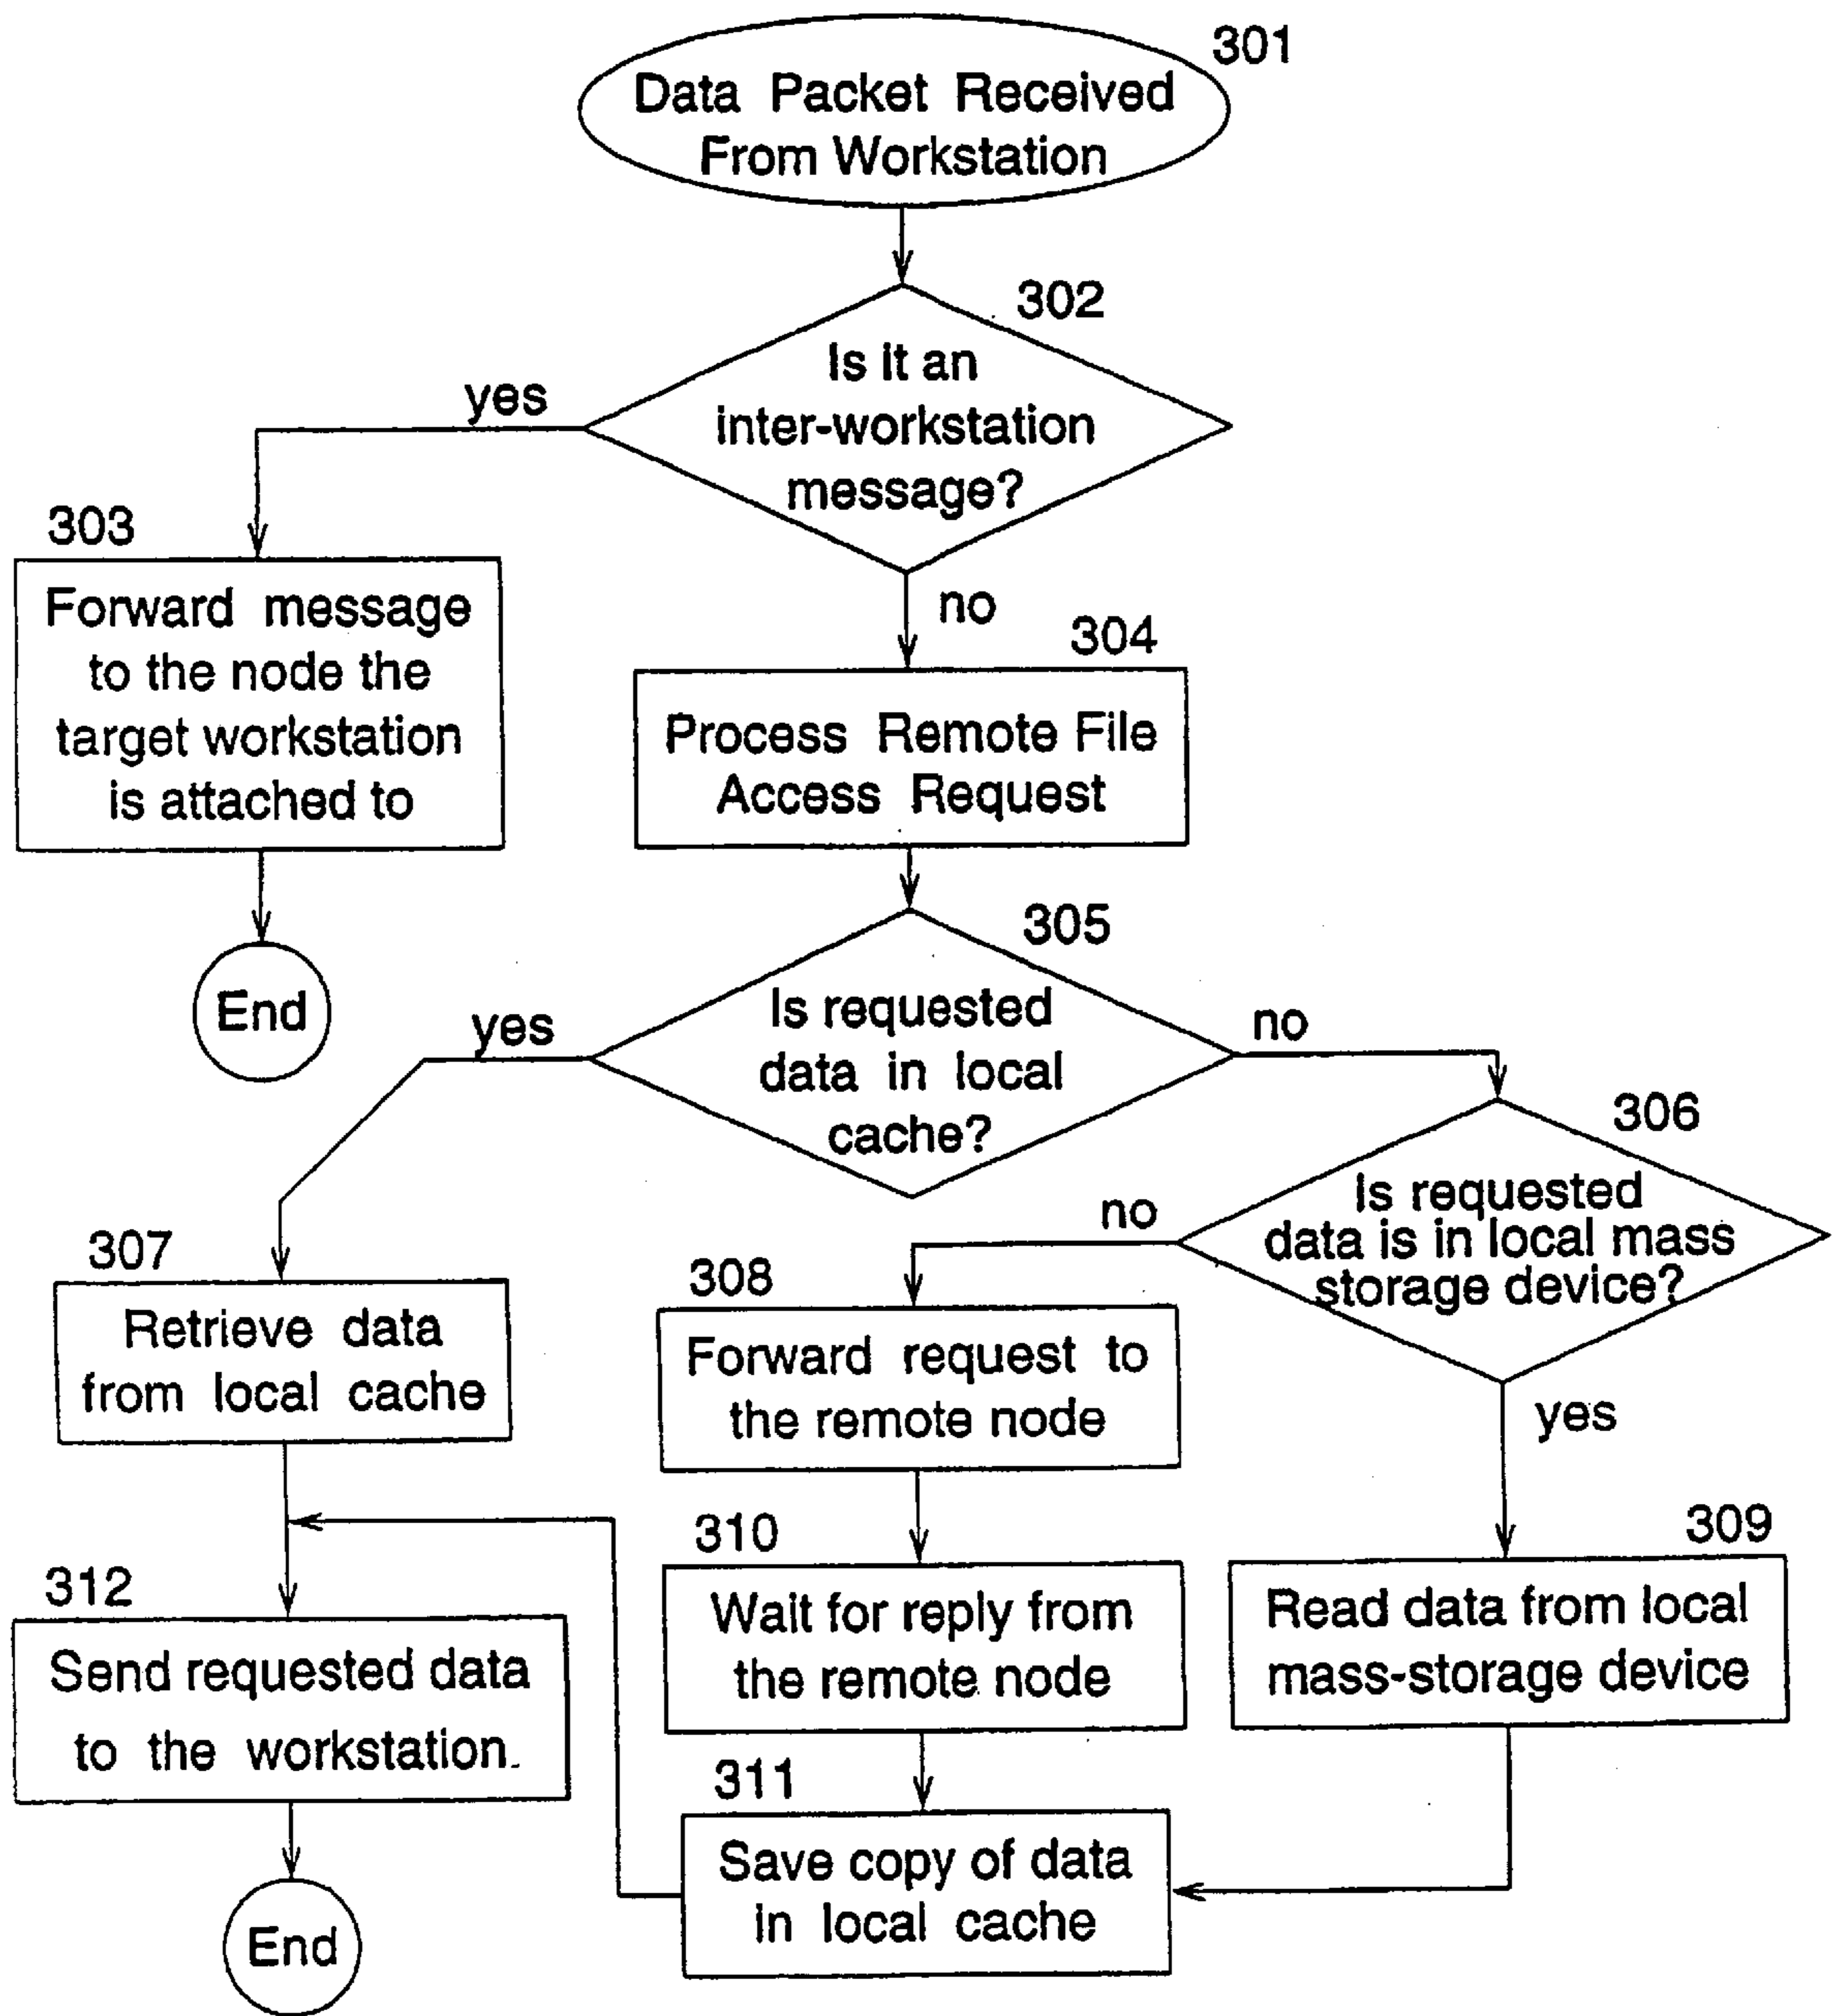 301
Data Packet Received
From Workstation
302
Is it an
inter-workstation
message?
yes
no
303
Forward message
to the node the
target workstation
is attached to
End
304
Process Remote File
Access Request
305
Is requested
data in local
cache?
yes
no
306
Is requested
data is in local mass
storage device?
no
yes
307
Retrieve data
from local cache
308
Forward request to
the remote node
309
Read data from local
mass-storage device
310
Wait for reply from
the remote node
311
Save copy of data
in local cache
312
Send requested data
to the workstation.
End